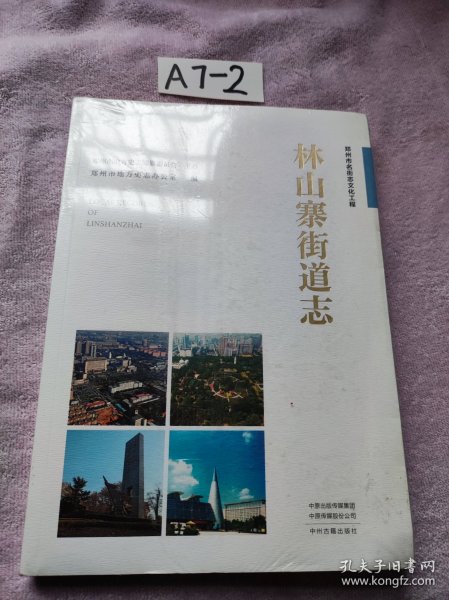 A7-2
郑州市名街志文化工程
林山寨街道志
郑州市地方史志办公室 编
OF
LINSHANZHAI
中原出版传媒集团
中原传媒股份公司
中州古籍出版社
孔夫子旧书网
www.kongfz.com